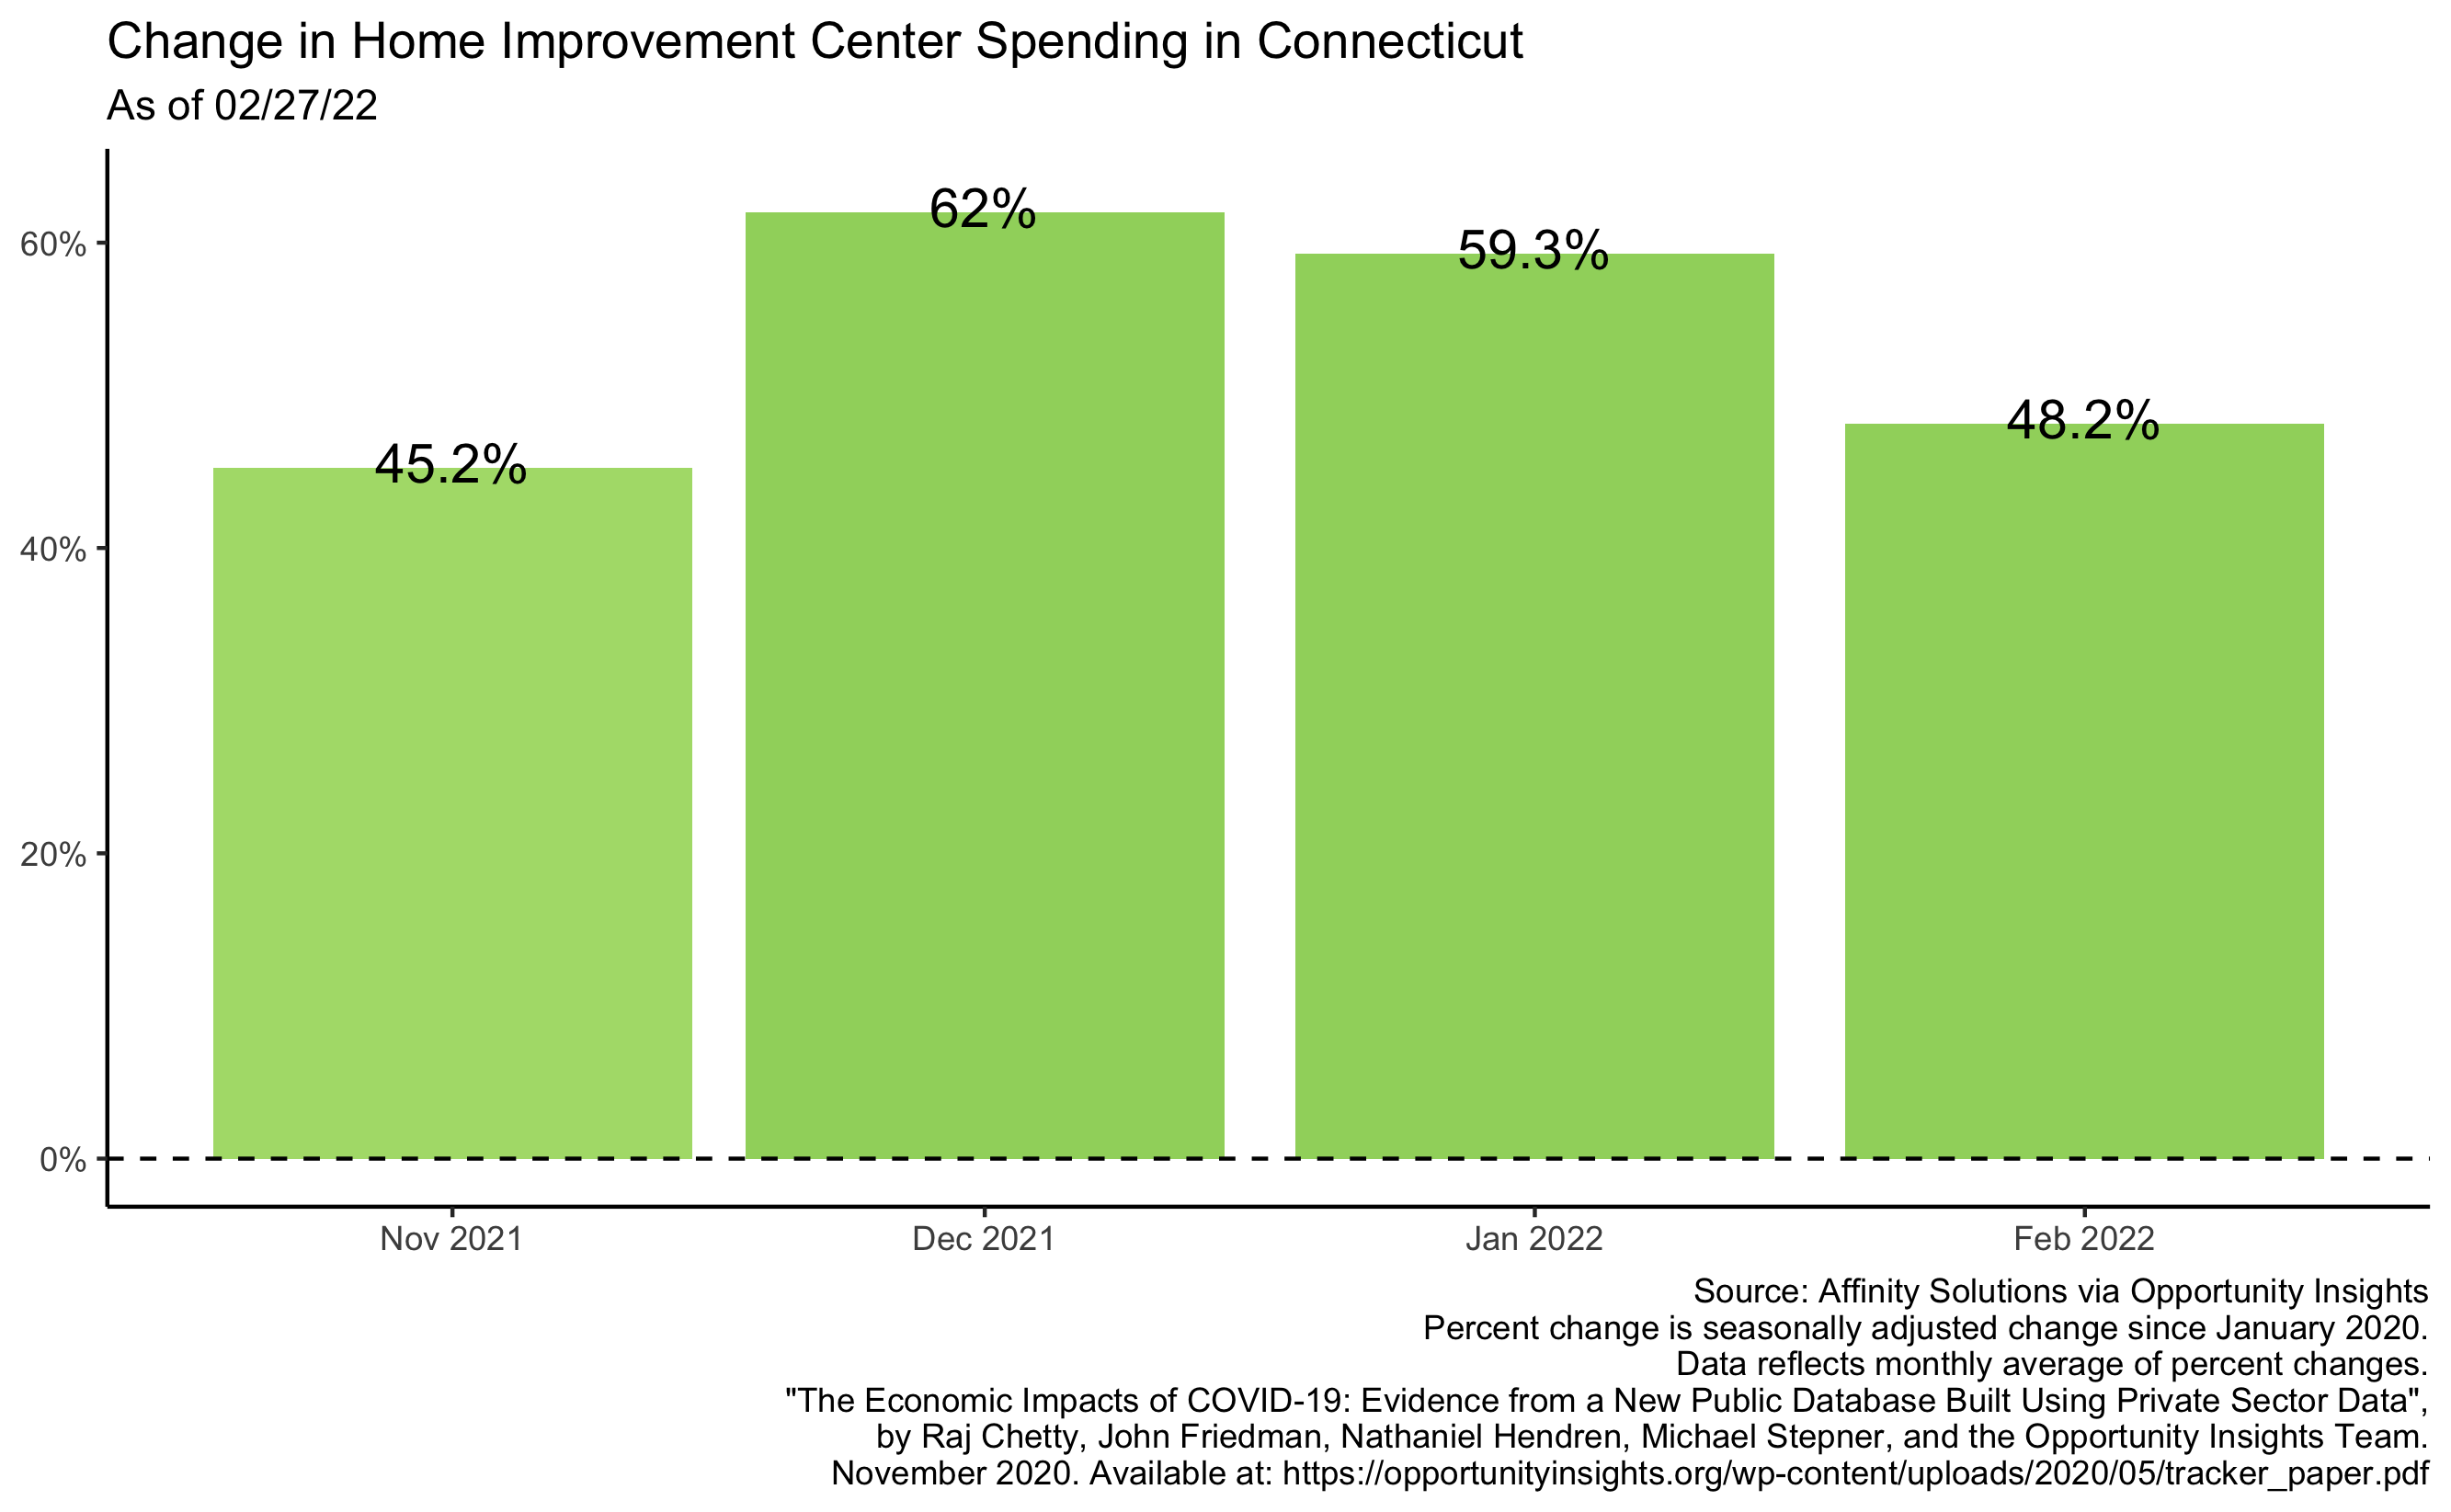 Change in Home Improvement Center Spending in Connecticut
As of 02/27/22
60%
40%
20%
0%
45.2%
62%
59.3%
48.2%
Nov 2021
Dec 2021
Jan 2022
Feb 2022
Source: Affinity Solutions via Opportunity Insights
Percent change is seasonally adjusted change since January 2020.
Data reflects monthly average of percent changes.
"The Economic Impacts of COVID-19: Evidence from a New Public Database Built Using Private Sector Data",
by Raj Chetty, John Friedman, Nathaniel Hendren, Michael Stepner, and the Opportunity Insights Team.
November 2020. Available at: https://opportunityinsights.org/wp-content/uploads/2020/05/tracker_paper.pdf